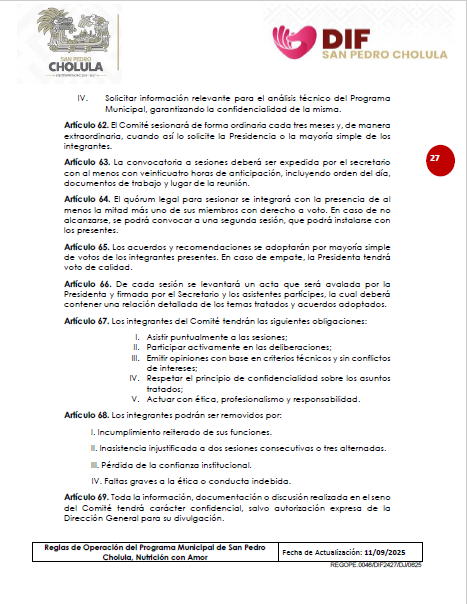 SAN PEDRO
CHOLULA
DIF
SAN PEDRO CHOLULA
IV. Solicitar información relevante para el análisis técnico del Programa
Municipal, garantizando la confidencialidad de la misma.
Artículo 62. El Comité sesionará de forma ordinaria cada tres meses y, de manera
extraordinaria, cuando así lo solicite la Presidencia o la mayoría simple de los
integrantes.
27
Artículo 63. La convocatoria a sesiones deberá ser expedida por el secretario
con al menos con veinticuatro horas de anticipación, incluyendo orden del día,
documentos de trabajo y lugar de la reunión.
Artículo 64. El quórum legal para sesionar se integrará con la presencia de al
menos la mitad más uno de sus miembros con derecho a voto. En caso de no
alcanzarse, se podrá convocar a una segunda sesión, que podrá instalarse con
los presentes.
Artículo 65. Los acuerdos y recomendaciones se adoptarán por mayoría simple
de votos de los integrantes presentes. En caso de empate, la Presidenta tendrá
voto de calidad.
Artículo 66. De cada sesión se levantará un acta que será avalada por la
Presidenta y firmada por el Secretario y los asistentes partícipes, la cual deberá
contener una relación detallada de los temas tratados y acuerdos adoptados.
Artículo 67. Los integrantes del Comité tendrán las siguientes obligaciones:
I. Asistir puntualmente a las sesiones;
II. Participar activamente en las deliberaciones;
III. Emitir opiniones con base en criterios técnicos y sin conflictos
de intereses;
IV. Respetar el principio de confidencialidad sobre los asuntos
tratados;
V. Actuar con ética, profesionalismo y responsabilidad.
Artículo 68. Los integrantes podrán ser removidos por:
I. Incumplimiento reiterado de sus funciones.
II. Inasistencia injustificada a dos sesiones consecutivas o tres alternadas.
III. Pérdida de la confianza institucional.
IV. Faltas graves a la ética o conducta indebida.
Artículo 69. Toda la información, documentación o discusión realizada en el seno
del Comité tendrá carácter confidencial, salvo autorización expresa de la
Dirección General para su divulgación.
Reglas de Operación del Programa Municipal de San Pedro
Cholula, Nutrición con Amor
Fecha de Actualización: 11/09/2025
REGOPE.0046/DIF2427/DJ/0625